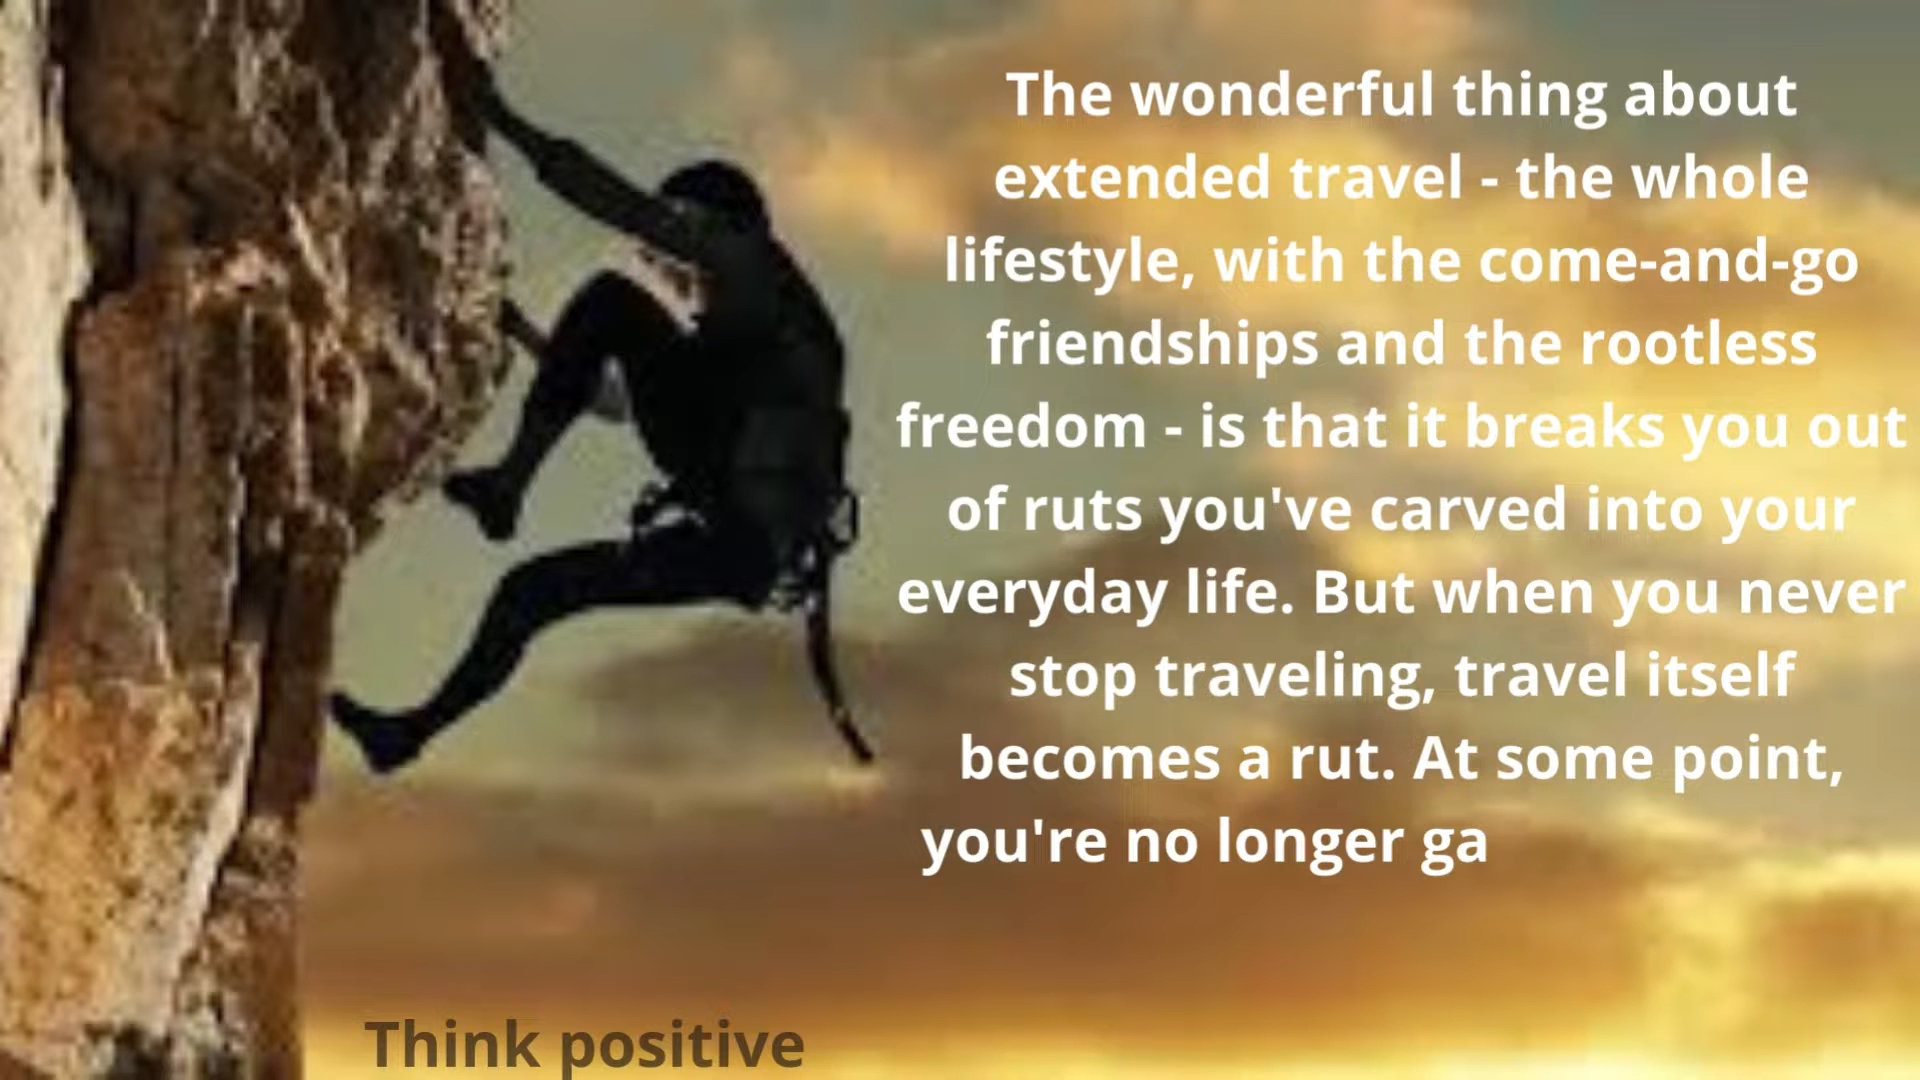 The wonderful thing about
extended travel - the whole
lifestyle, with the come-and-go
friendships and the rootless
freedom - is that it breaks you out
of ruts you've carved into your
everyday life. But when you never
stop traveling, travel itself
becomes a rut. At some point,
you're no longer ga
Think positive